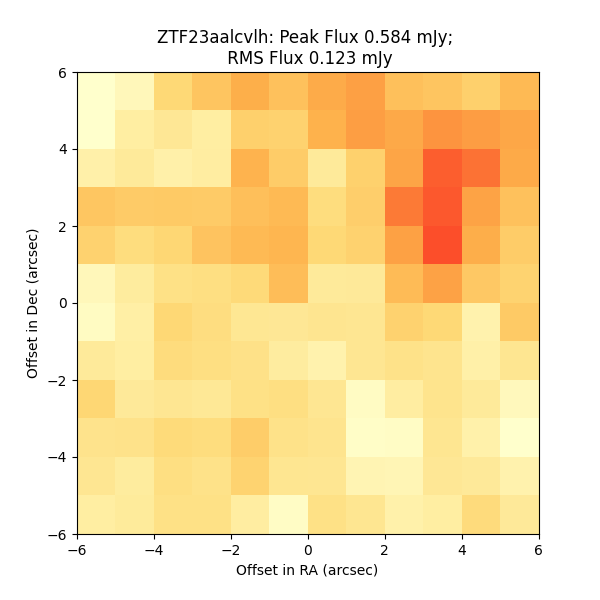 ZTF23aalcvlh: Peak Flux 0.584 mJy;
RMS Flux 0.123 mJy
6
4
2
0
−2
−4
−6
Offset in Dec (arcsec)
−6 −4 −2 0 2 4 6
Offset in RA (arcsec)